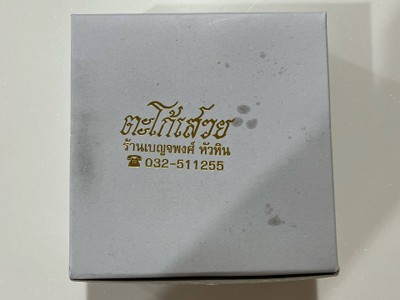 ตะโก้เสวย
ร้านเบญจพงศ์ หัวหิน
☎ 032-511255